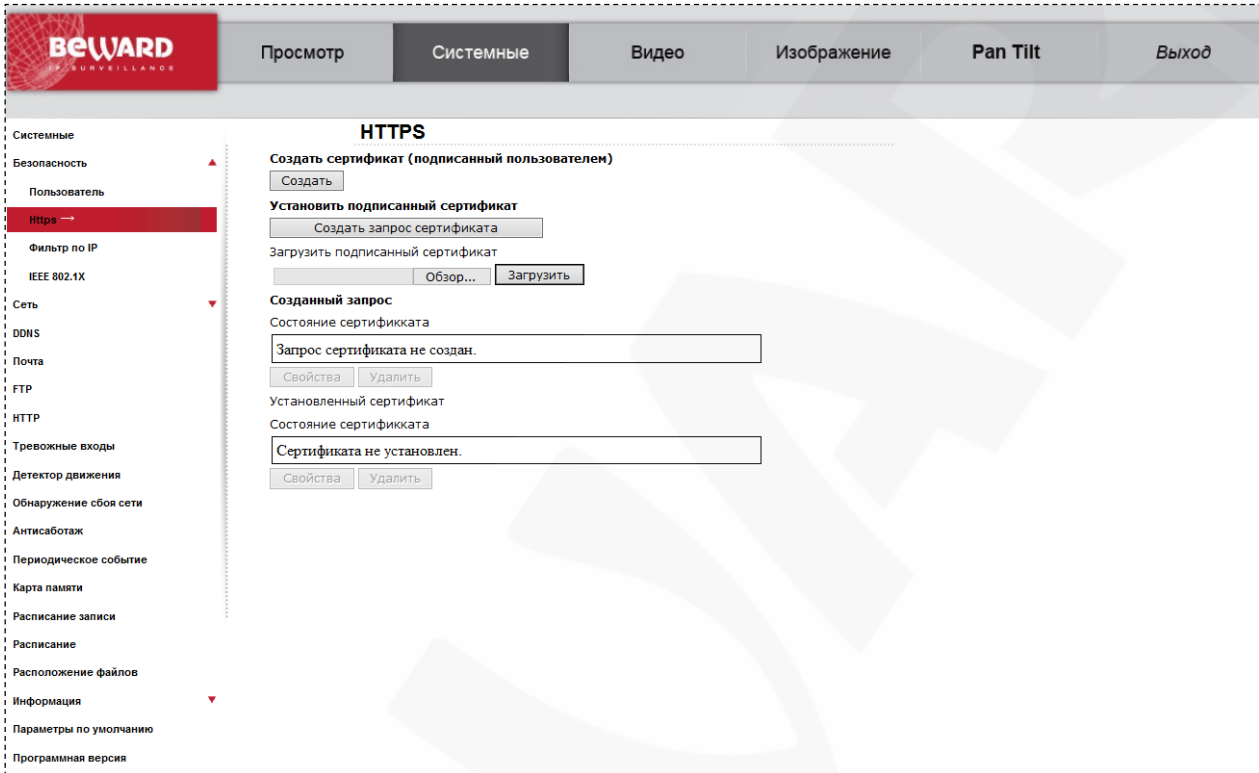 BEWARD
IP SURVEILLANCE
Просмотр
Системные
Видео
Изображение
Pan Tilt
Выход
Системные
Безопасность
Пользователь
Https →
Фильтр по IP
IEEE 802.1X
Сеть
DDNS
Почта
FTP
HTTP
Тревожные входы
Детектор движения
Обнаружение сбоя сети
Антисаботаж
Периодическое событие
Карта памяти
Расписание записи
Расписание
Расположение файлов
Информация
Параметры по умолчанию
Программная версия
HTTPS
Создать сертификат (подписанный пользователем)
Создать
Установить подписанный сертификат
Создать запрос сертификата
Загрузить подписанный сертификат
Обзор... Загрузить
Созданный запрос
Состояние сертификката
Запрос сертификата не создан.
Свойства Удалить
Установленный сертификат
Состояние сертификката
Сертификата не установлен.
Свойства Удалить